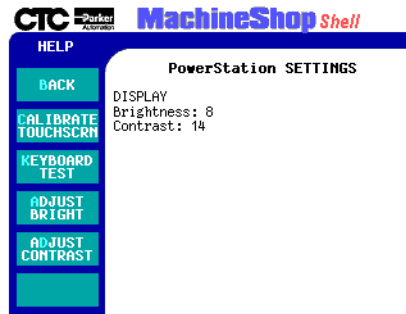 CTC Parker Automation MachineShop Shell
HELP
PowerStation SETTINGS
BACK
DISPLAY
Brightness: 8
Contrast: 14
CALIBRATE
TOUCHSCRN
KEYBOARD
TEST
ADJUST
BRIGHT
ADJUST
CONTRAST